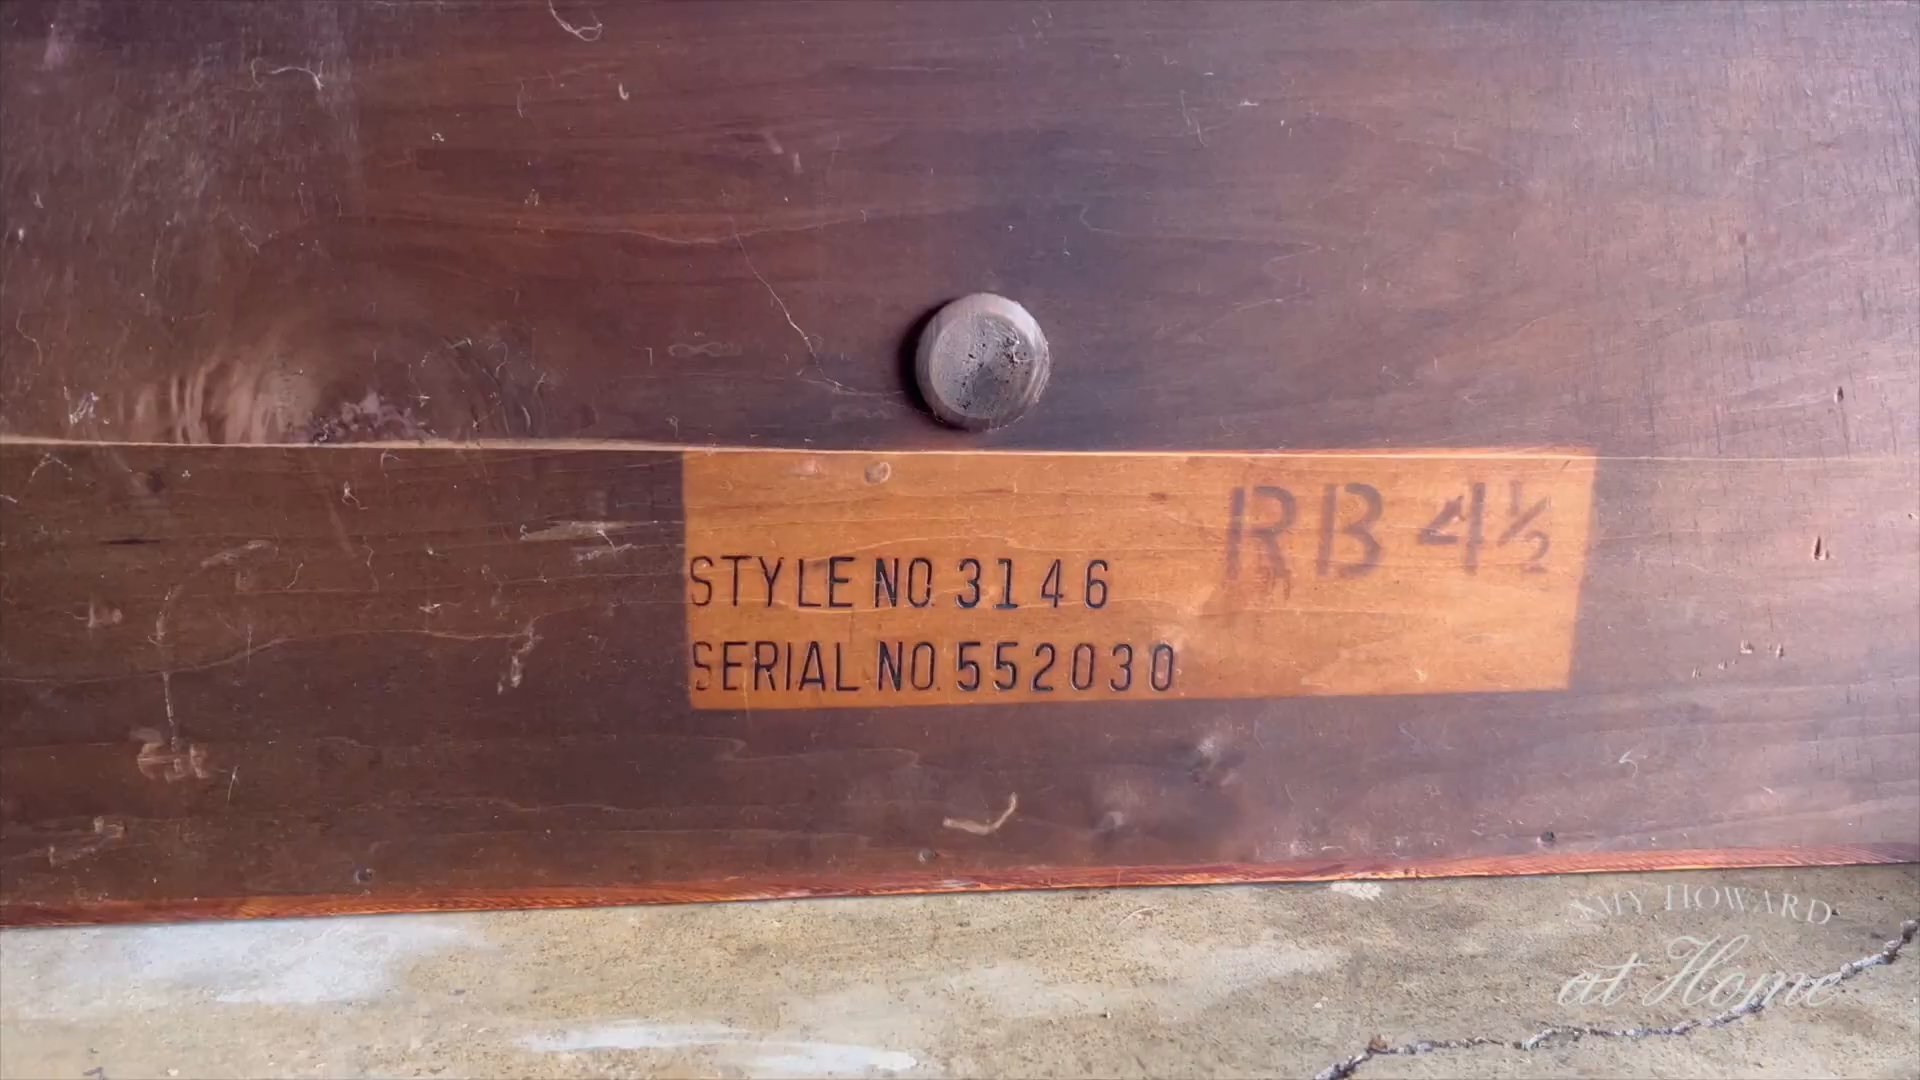 RB 4½
STYLE NO. 3146
SERIAL NO. 552030
AMY HOWARD
at Home